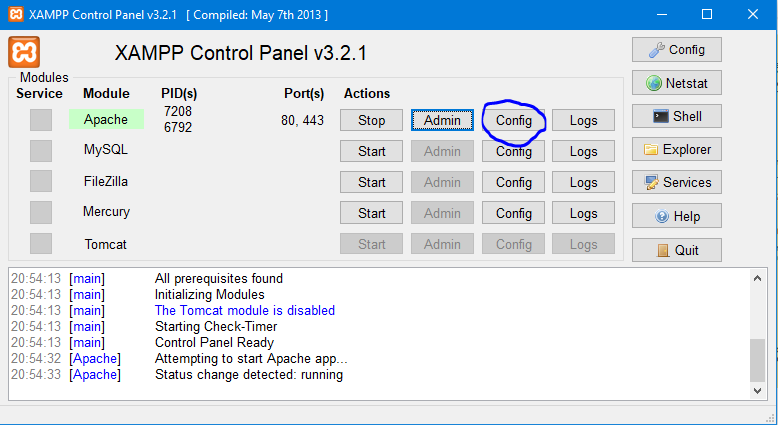 XAMPP Control Panel v3.2.1 [ Compiled: May 7th 2013 ]
XAMPP Control Panel v3.2.1
Config
Modules
Service Module PID(s) Port(s) Actions
Netstat
Apache 7208 6792 80, 443 Stop Admin Config Logs
Shell
MySQL Start Admin Config Logs
Explorer
FileZilla Start Admin Config Logs
Services
Mercury Start Admin Config Logs
Help
Tomcat Start Admin Config Logs
Quit
20:54:13 [main] All prerequisites found
20:54:13 [main] Initializing Modules
20:54:13 [main] The Tomcat module is disabled
20:54:13 [main] Starting Check-Timer
20:54:13 [main] Control Panel Ready
20:54:32 [Apache] Attempting to start Apache app...
20:54:33 [Apache] Status change detected: running